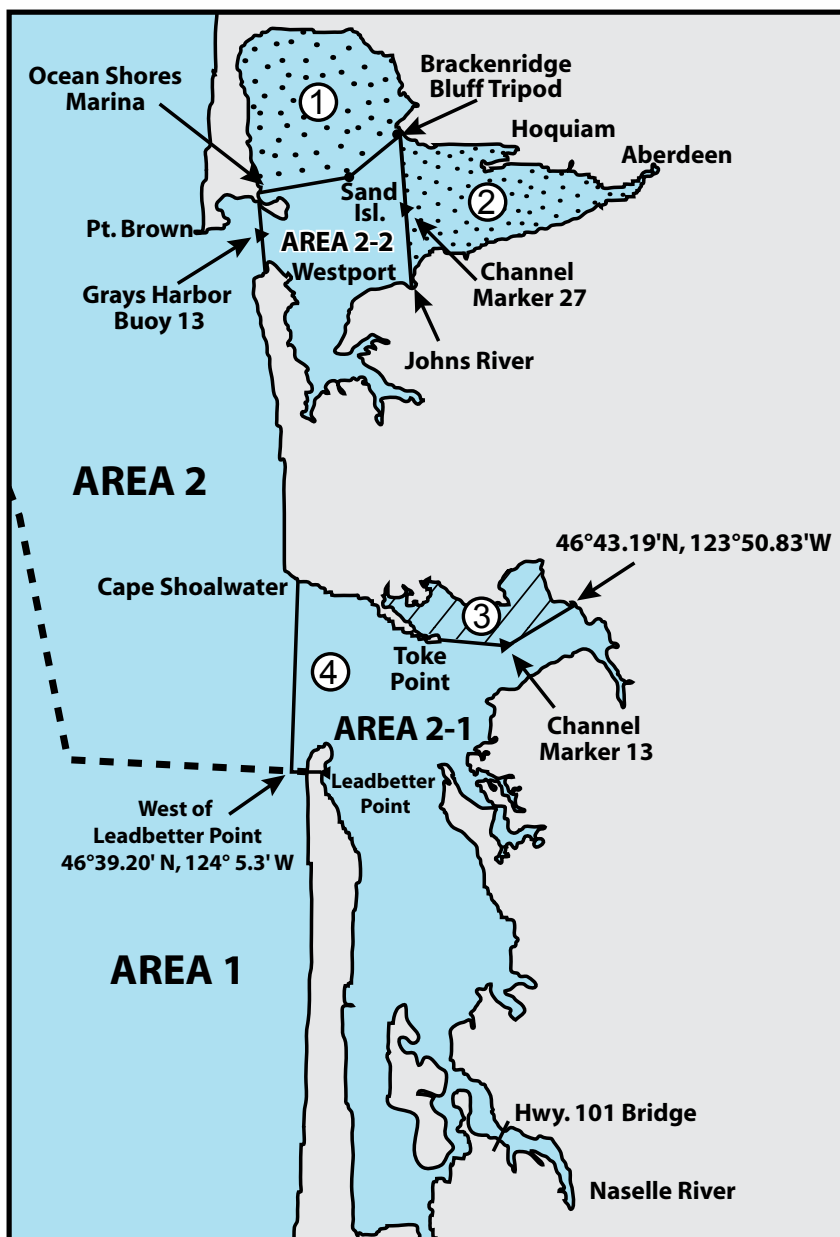 Ocean Shores
Marina
1
Brackenridge
Bluff Tripod
Hoquiam
Aberdeen
2
Sand
Isl.
Pt. Brown
AREA 2-2
Westport
Grays Harbor
Buoy 13
Channel
Marker 27
Johns River
AREA 2
46°43.19'N, 123°50.83'W
Cape Shoalwater
3
4
Toke
Point
AREA 2-1
Channel
Marker 13
Leadbetter
Point
West of
Leadbetter Point
46°39.20' N, 124° 5.3' W
AREA 1
Hwy. 101 Bridge
Naselle River